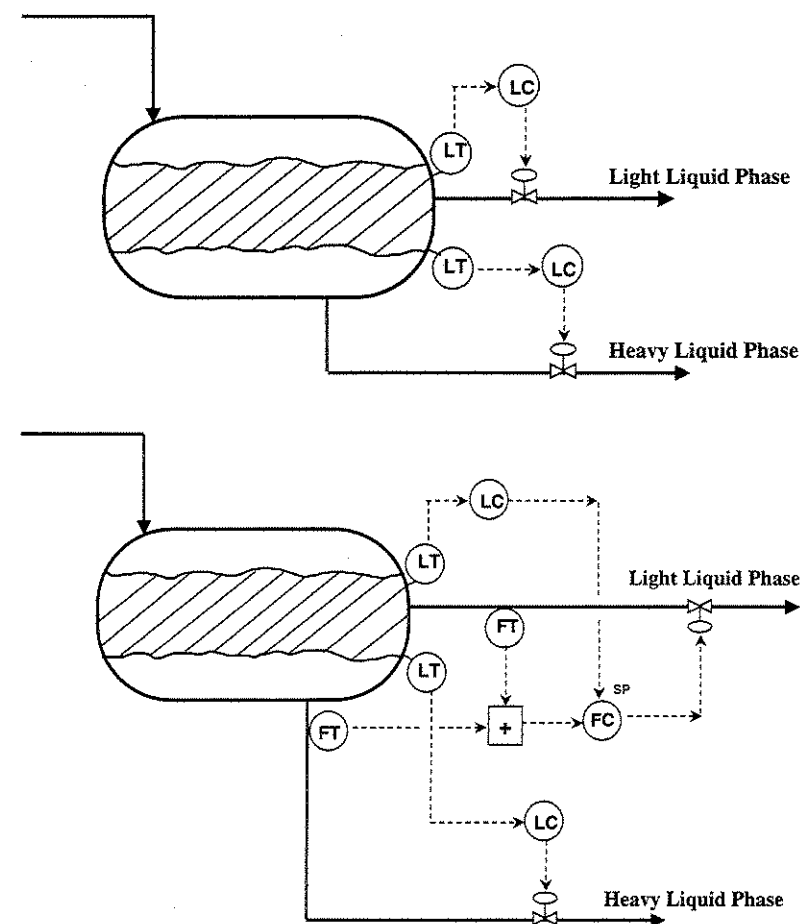 LC
LT
Light Liquid Phase
LT
LC
Heavy Liquid Phase
LC
LT
Light Liquid Phase
FT
LT
SP
FT
+
FC
LC
Heavy Liquid Phase